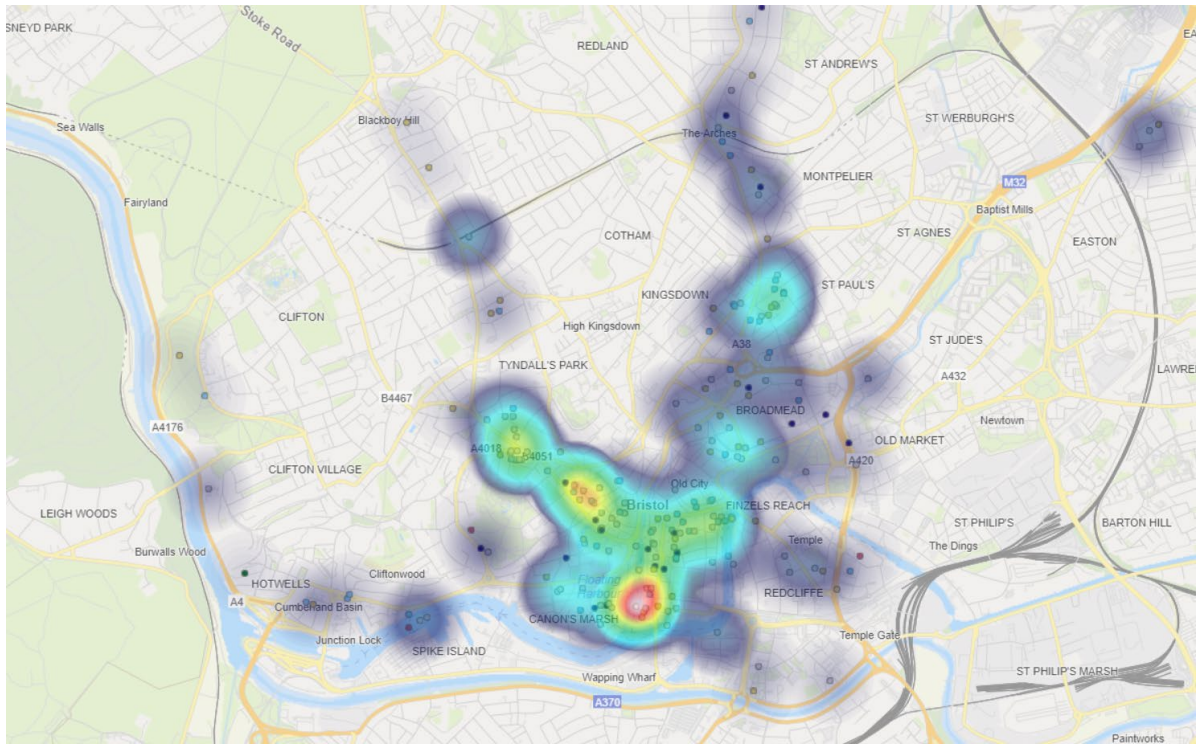 SNEYD PARK
Stoke Road
REDLAND
ST ANDREW'S
EA
Blackboy Hill
Sea Walls
The Arches
ST WERBURGH'S
MONTPELIER
M32
Fairyland
Baptist Mills
COTHAM
ST AGNES
EASTON
KINGSDOWN
ST PAUL'S
CLIFTON
High Kingsdown
A38
ST JUDE'S
TYNDALL'S PARK
A432
LAWRE
B4467
BROADMEAD
Newtown
A4176
OLD MARKET
A4018
B4051
A420
CLIFTON VILLAGE
Old City
Bristol
FINZELS REACH
LEIGH WOODS
ST PHILIP'S
BARTON HILL
Burwalls Wood
Temple
The Dings
HOTWELLS
Cliftonwood
Floating
Harbour
REDCLIFFE
A4
Cumberland Basin
CANON'S MARSH
Junction Lock
Temple Gate
SPIKE ISLAND
Wapping Wharf
ST PHILIP'S MARSH
A370
Paintworks